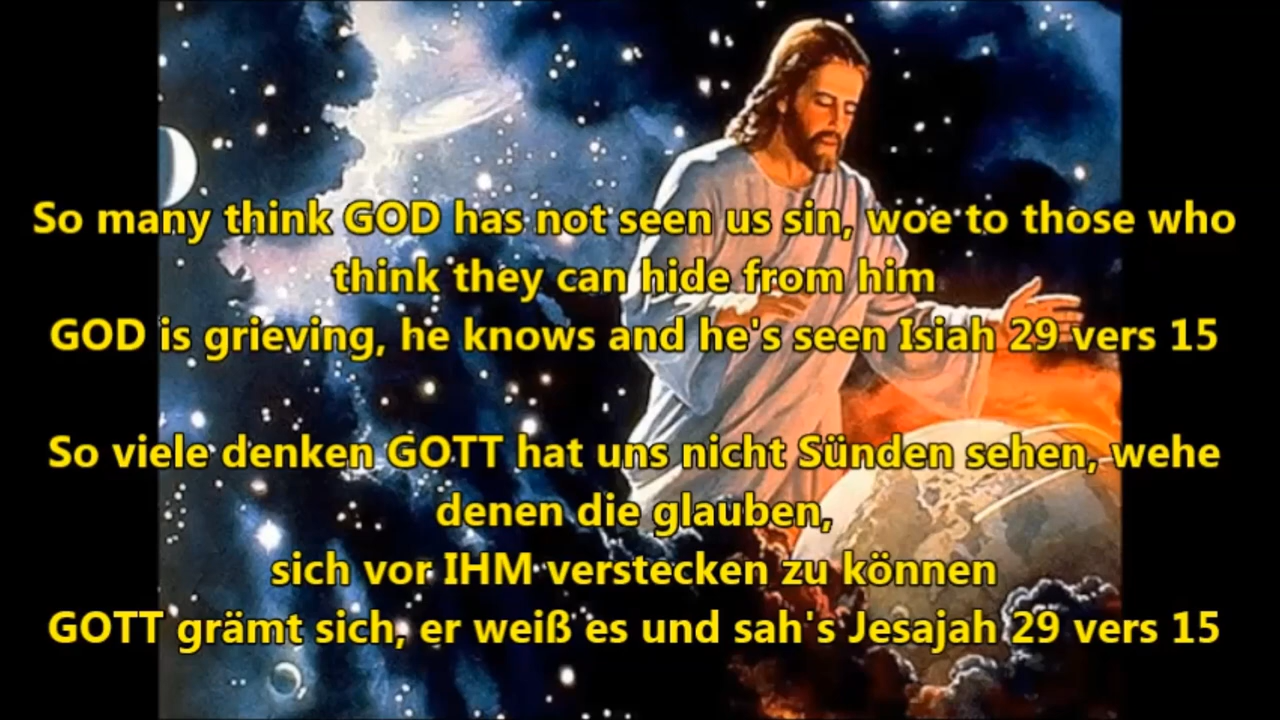 So many think GOD has not seen us sin, woe to those who
think they can hide from him
GOD is grieving, he knows and he's seen Isiah 29 vers 15
So viele denken GOTT hat uns nicht Sünden sehen, wehe
denen die glauben,
sich vor IHM verstecken zu können
GOTT grämt sich, er weiß es und sah's Jesajah 29 vers 15